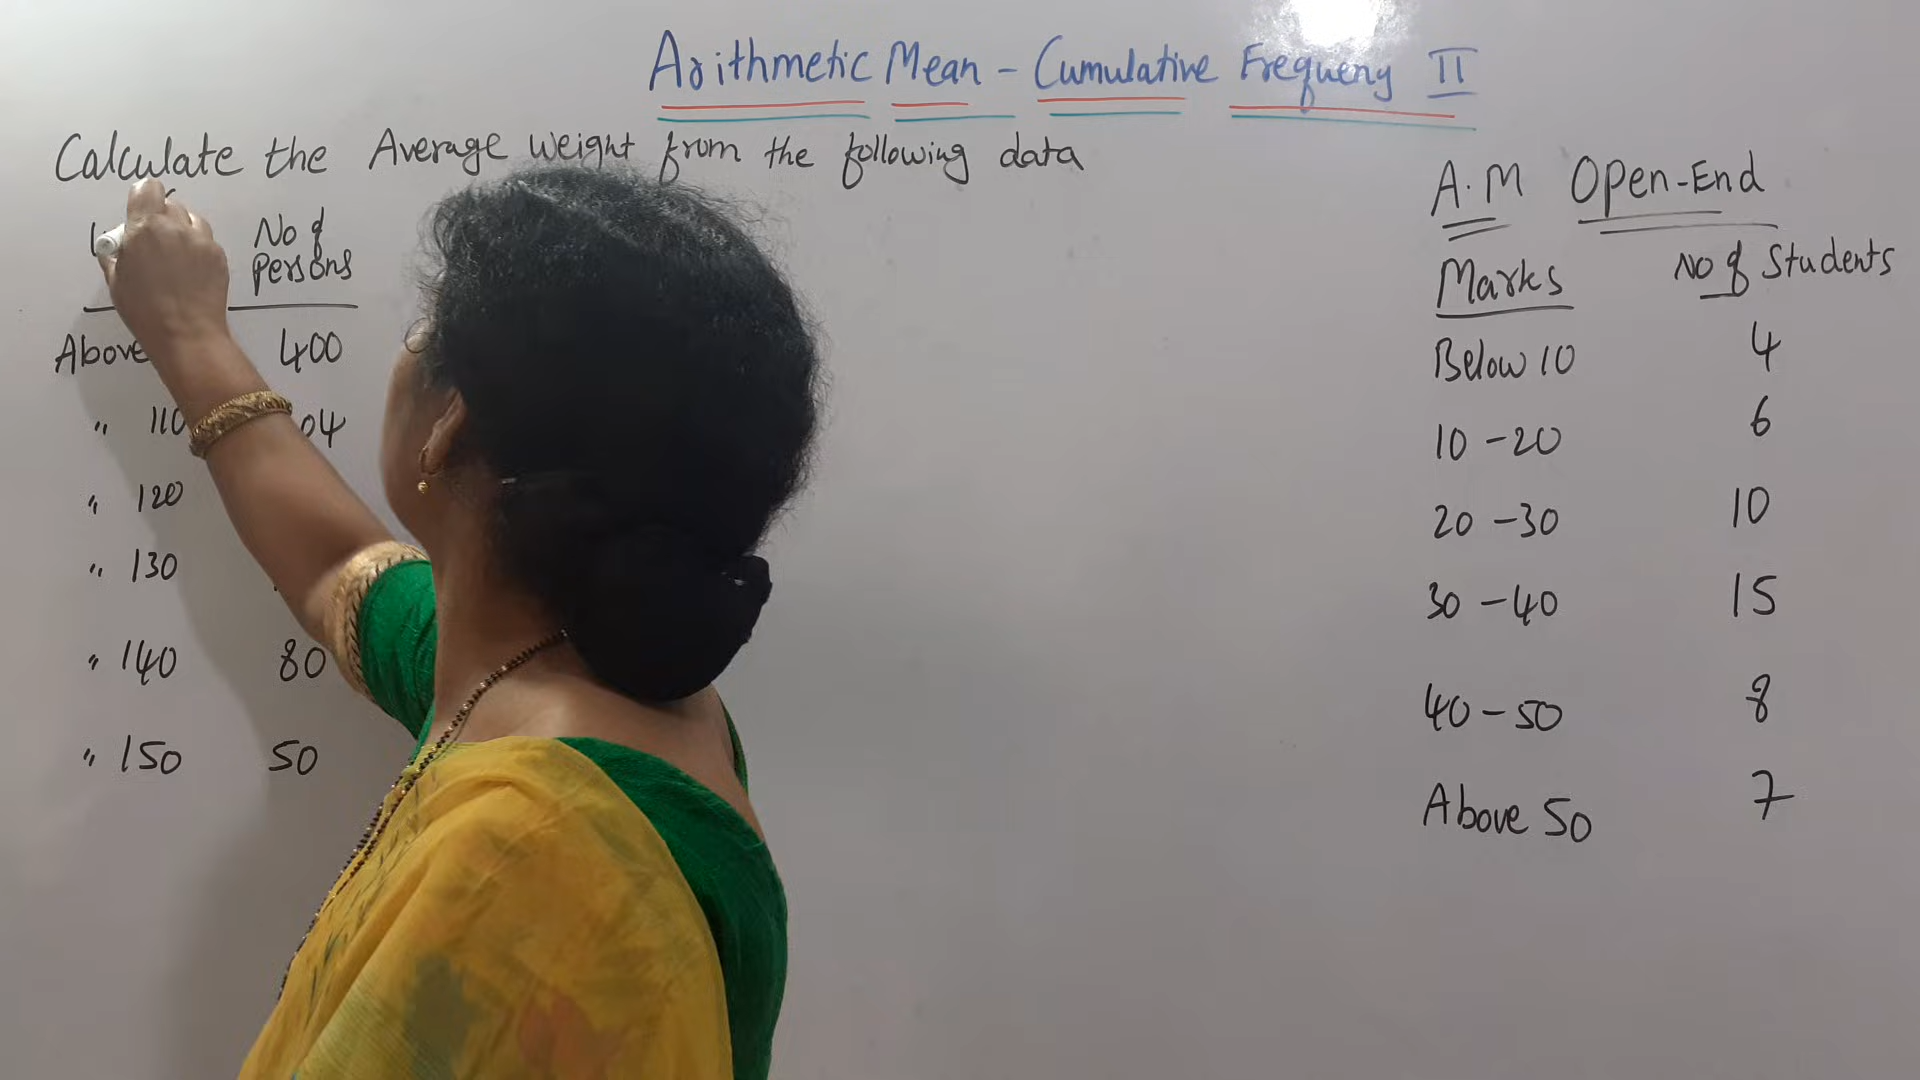 Arithmetic Mean - Cumulative Frequeny II
Calculate the Average weight from the following data
No of
Persons
Above
400
" 110
04
" 120
" 130
" 140 80
" 150 50
A.M Open-End
Marks No of Students
Below 10 4
10 - 20 6
20 - 30 10
30 - 40 15
40 - 50 8
Above 50 7